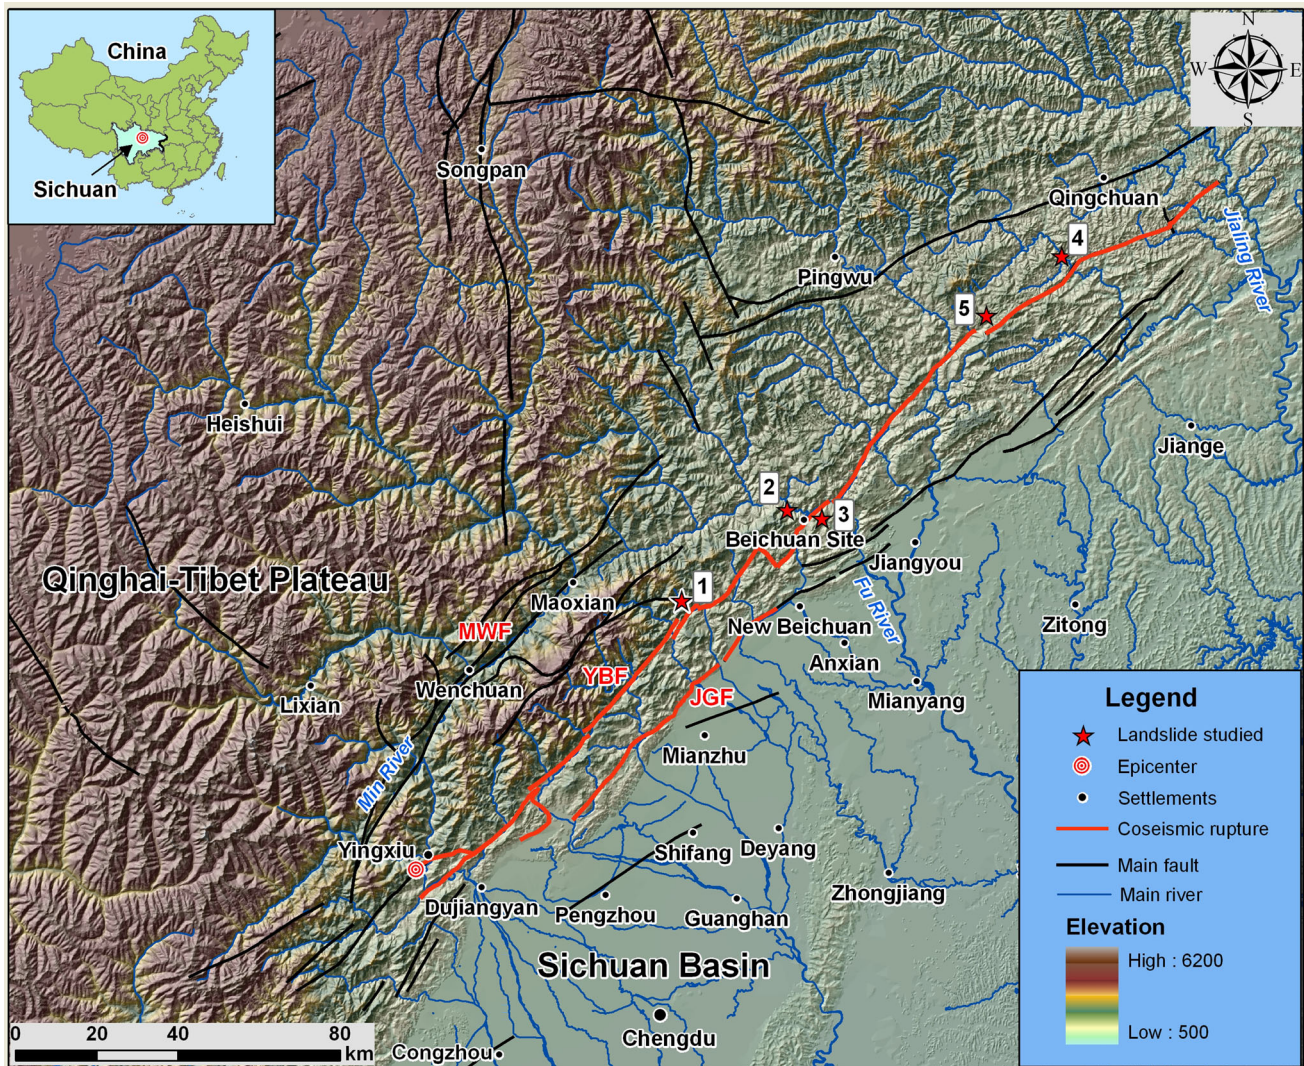 China
Sichuan
N
W
E
S
Songpan
Qingchuan
Jialing River
4
Pingwu
5
Heishui
Jiange
2
3
Beichuan Site
Jiangyou
Qinghai-Tibet Plateau
Maoxian
1
Fu River
New Beichuan
Zitong
MWF
Anxian
YBF
Wenchuan
JGF
Lixian
Mianyang
Mianzhu
Min River
Yingxiu
Shifang
Deyang
Zhongjiang
Dujiangyan
Pengzhou
Guanghan
Sichuan Basin
Chengdu
Congzhou
0
20
40
80
km
Legend
Landslide studied
Epicenter
Settlements
Coseismic rupture
Main fault
Main river
Elevation
High : 6200
Low : 500